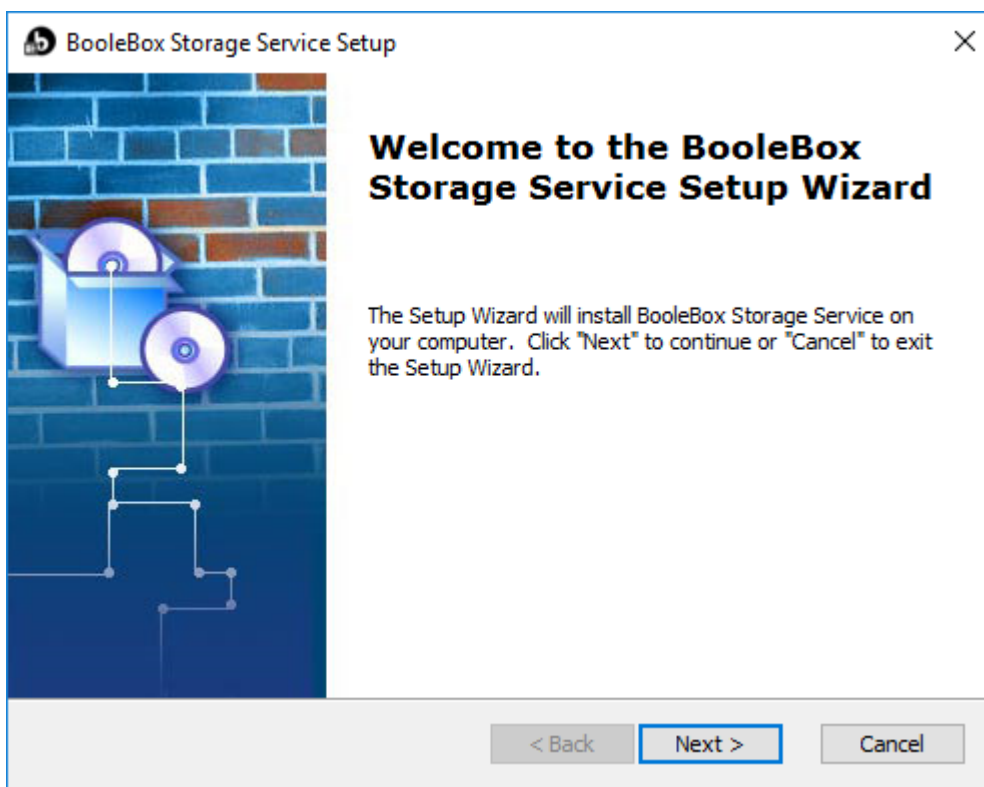 BooleBox Storage Service Setup
Welcome to the BooleBox
Storage Service Setup Wizard
The Setup Wizard will install BooleBox Storage Service on
your computer.  Click "Next" to continue or "Cancel" to exit
the Setup Wizard.
< Back
Next >
Cancel